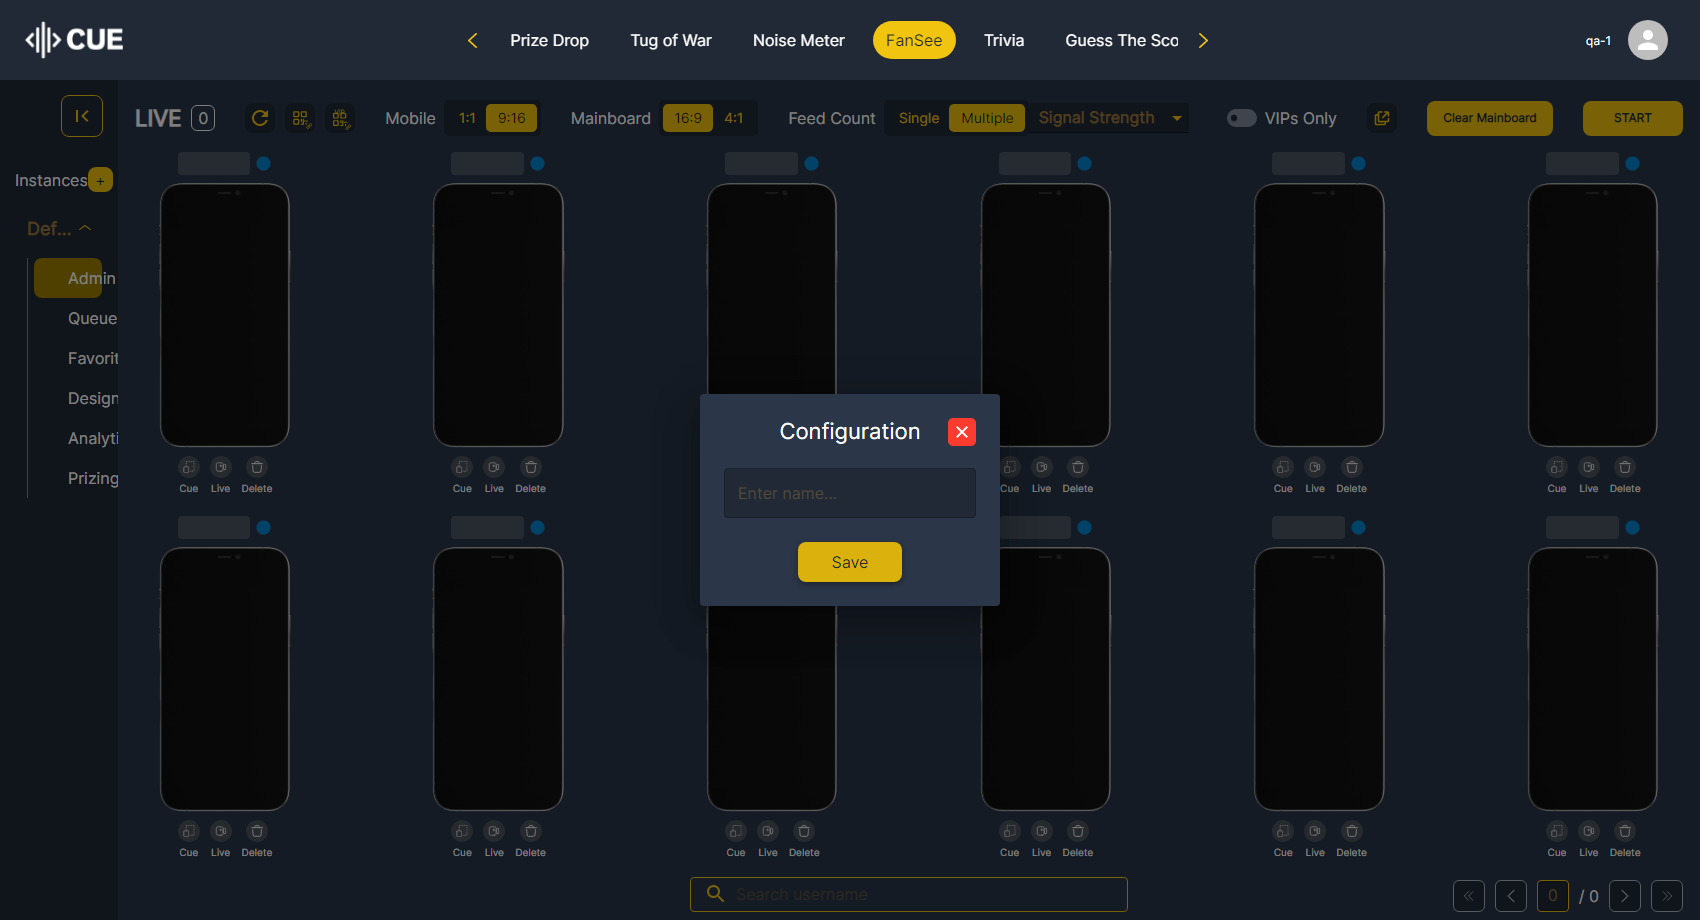 CUE
Prize Drop Tug of War Noise Meter FanSee Trivia Guess The Sco
qa-1
LIVE 0 Mobile 1:1 9:16 Mainboard 16:9 4:1 Feed Count Single Multiple Signal Strength VIPs Only Clear Mainboard START
Instances +
Def...
Admin
Queue
Favorit
Design
Analyti
Prizing
Configuration
Enter name...
Save
Cue Live Delete Cue Live Delete Cue Live Delete Cue Live Delete Cue Live Delete
Cue Live Delete Cue Live Delete Cue Live Delete Cue Live Delete Cue Live Delete Cue Live Delete
Search username
0 / 0